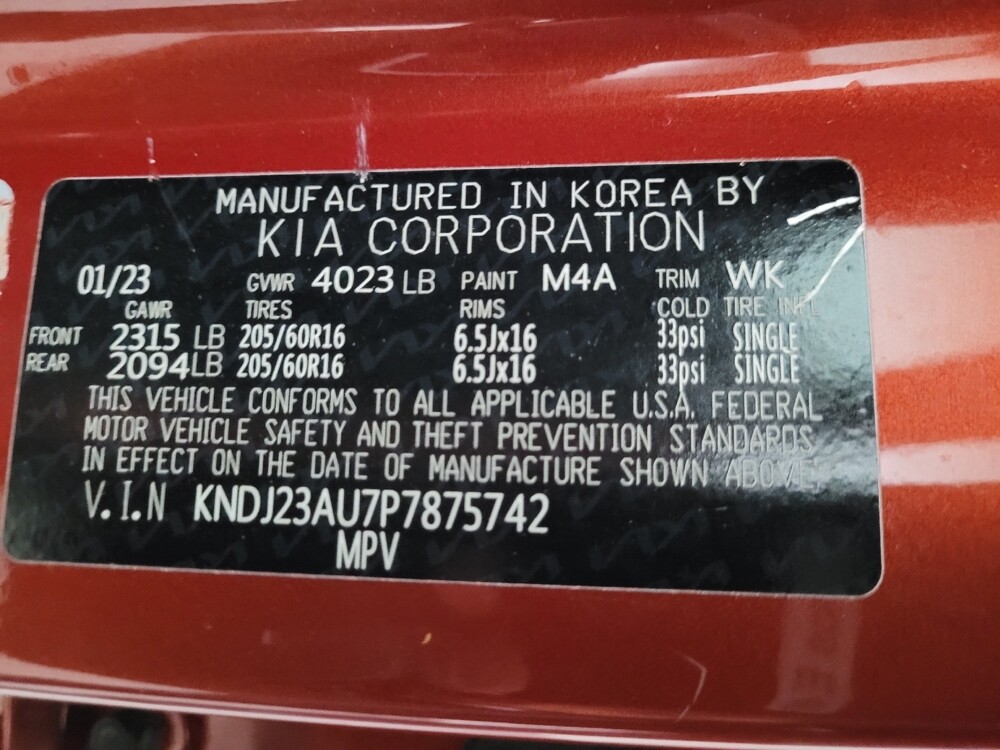 MANUFACTURED IN KOREA BY
KIA CORPORATION
01/23 GVWR 4023 LB PAINT M4A TRIM WK
GAWR TIRES RIMS COLD TIRE INFL
FRONT 2315 LB 205/60R16 6.5Jx16 33psi SINGLE
REAR 2094 LB 205/60R16 6.5Jx16 33psi SINGLE
THIS VEHICLE CONFORMS TO ALL APPLICABLE U.S.A. FEDERAL
MOTOR VEHICLE SAFETY AND THEFT PREVENTION STANDARDS
IN EFFECT ON THE DATE OF MANUFACTURE SHOWN ABOVE.
V.I.N KNDJ23AU7P7875742
MPV